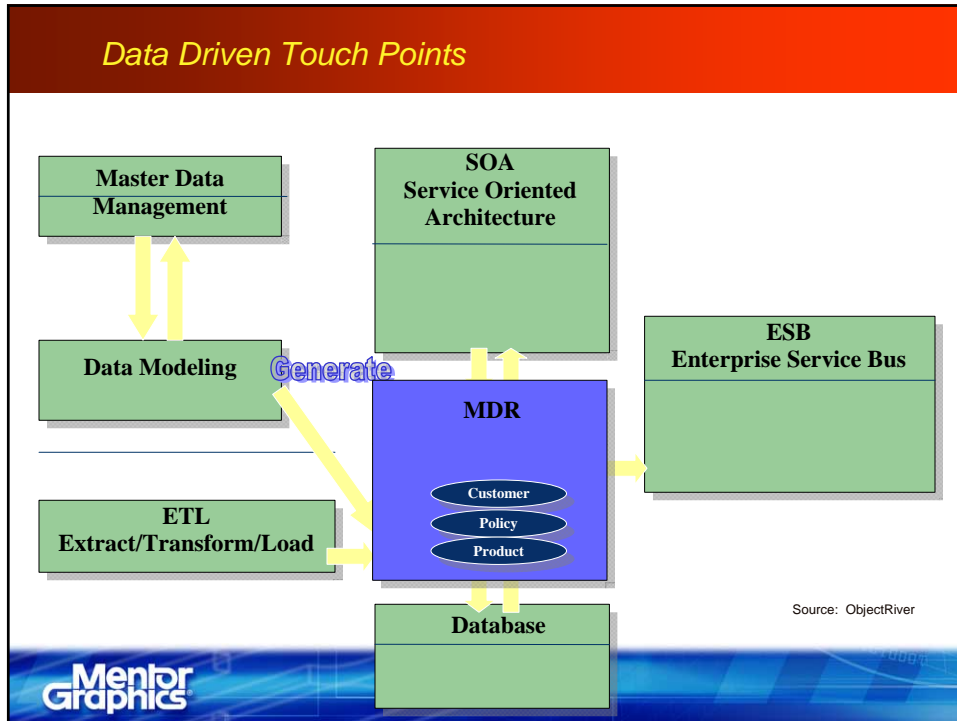 Data Driven Touch Points
Master Data
Management
SOA
Service Oriented
Architecture
Data Modeling
Generate
ESB
Enterprise Service Bus
MDR
Customer
Policy
Product
ETL
Extract/Transform/Load
Database
Source: ObjectRiver
Mentor
Graphics